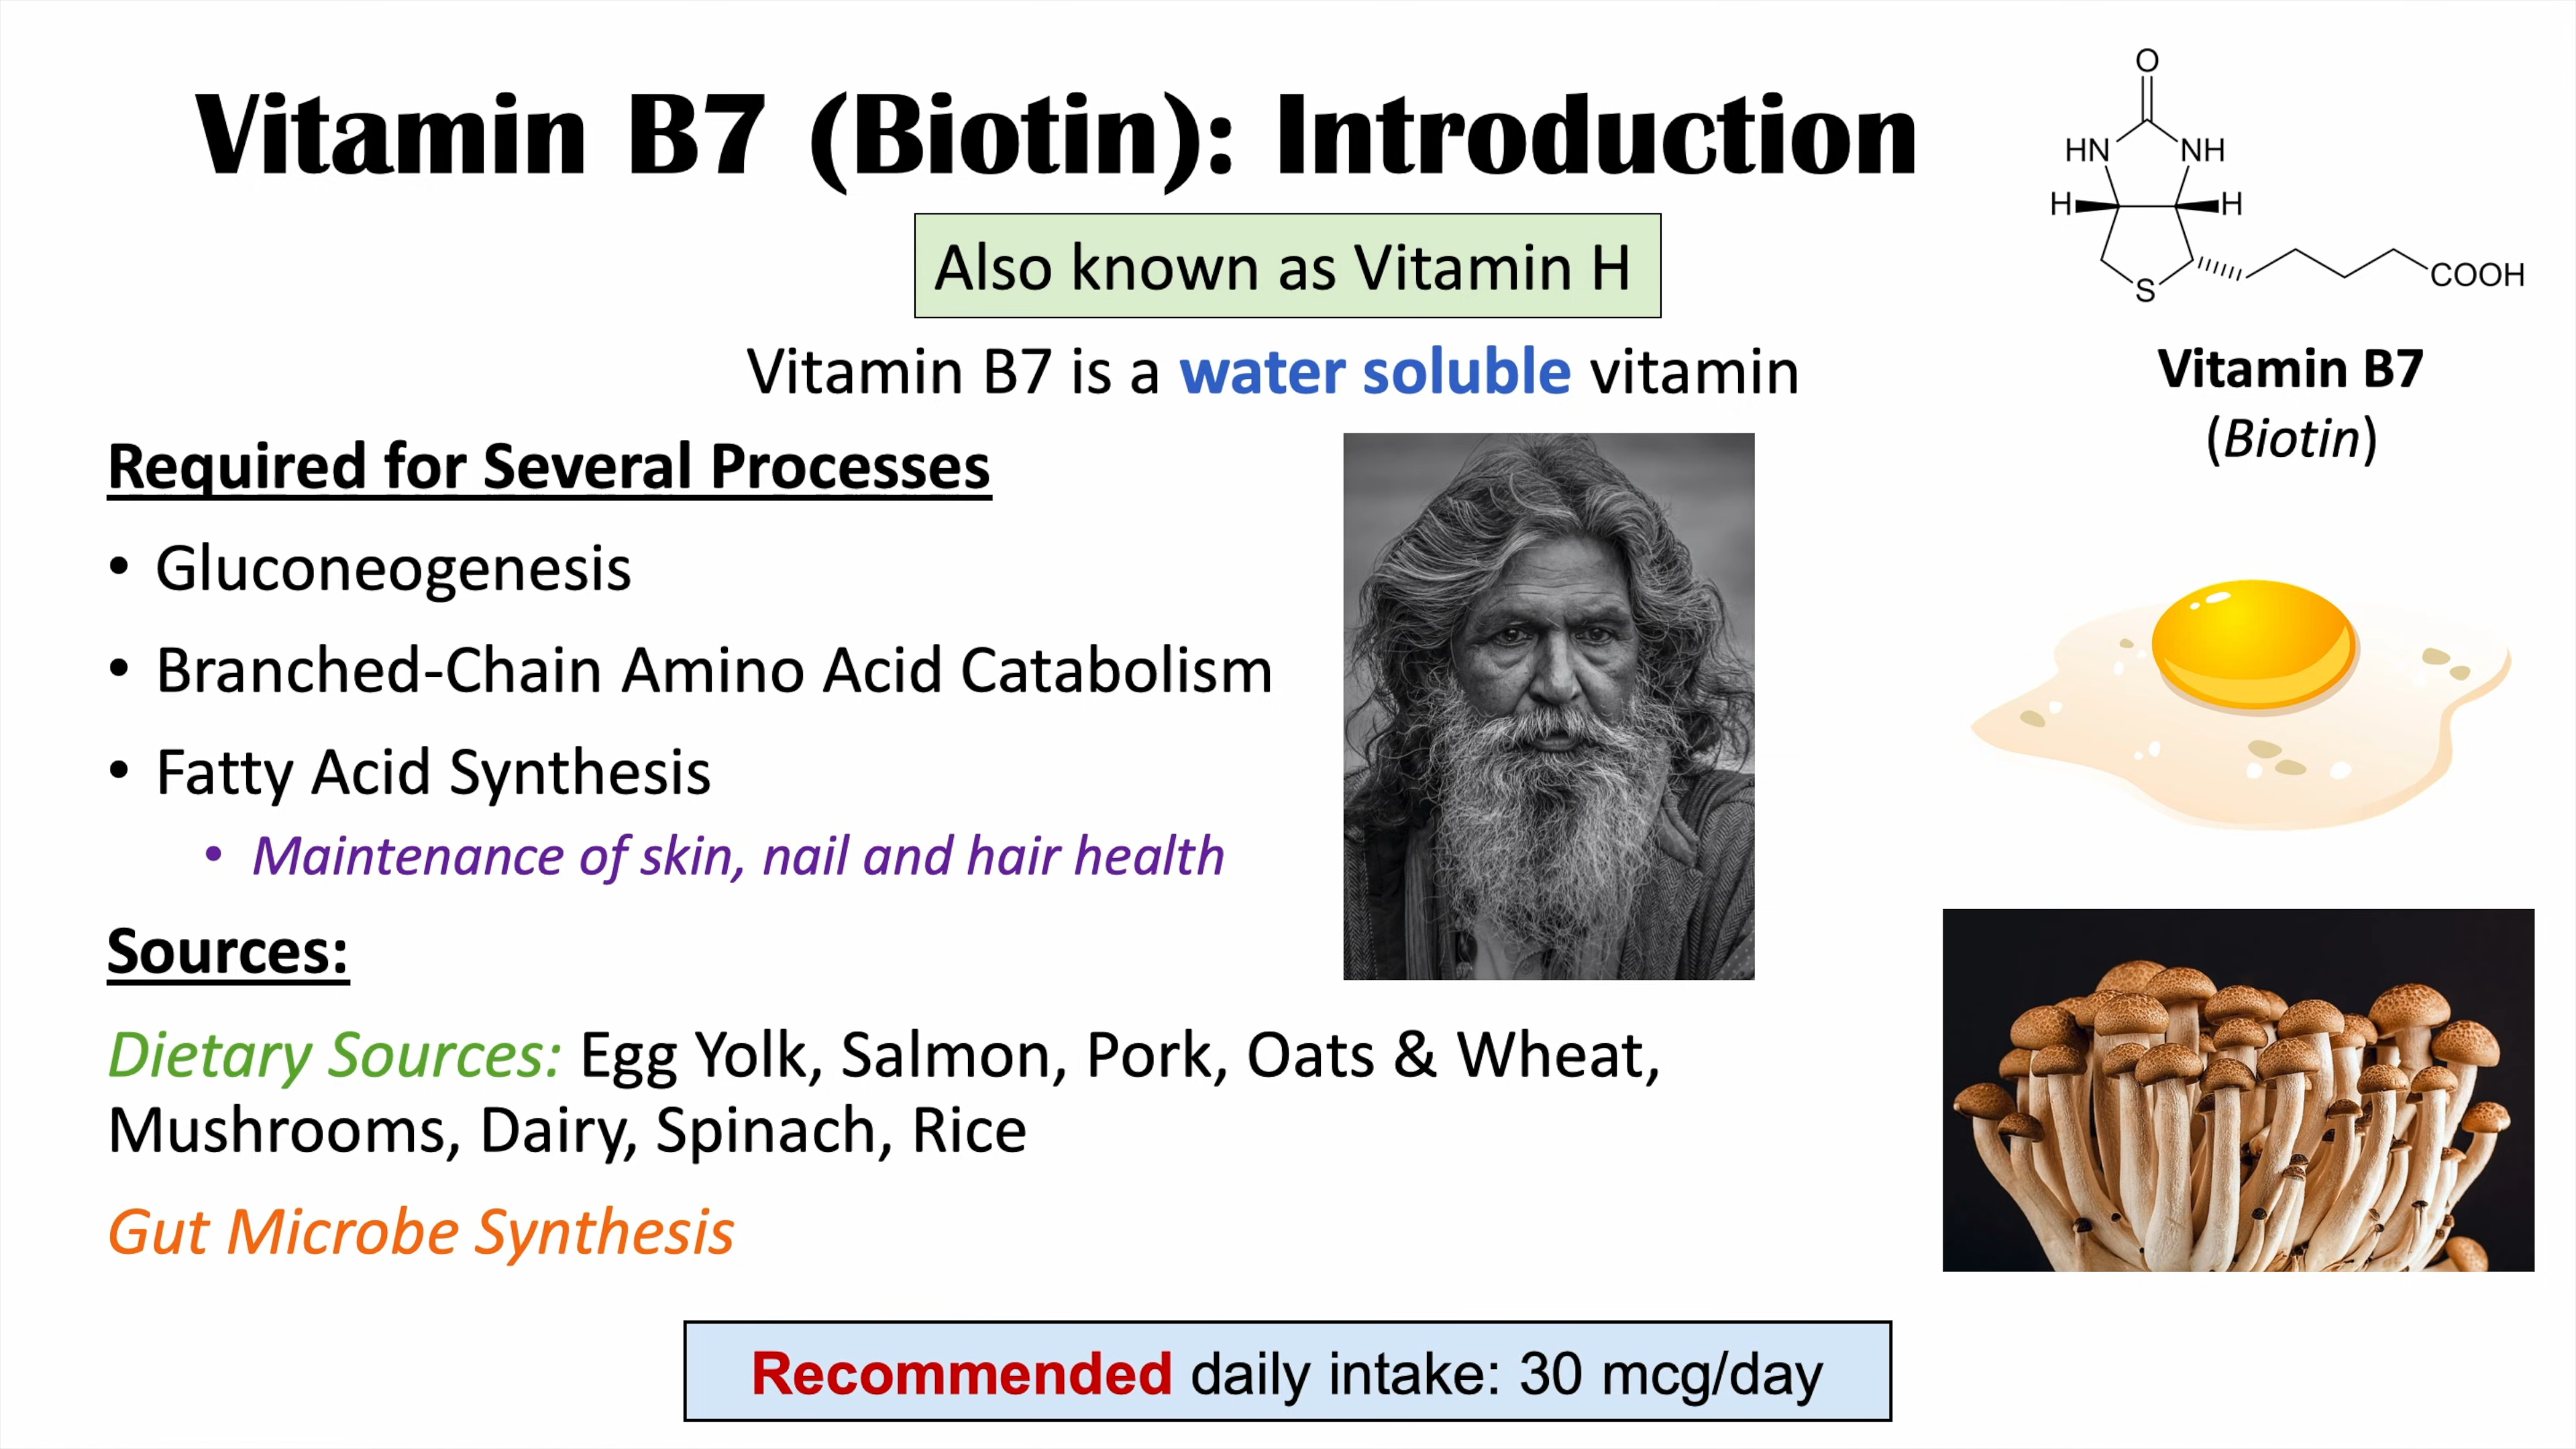 Vitamin B7 (Biotin): Introduction
Also known as Vitamin H
Vitamin B7 is a water soluble vitamin
Required for Several Processes
• Gluconeogenesis
• Branched-Chain Amino Acid Catabolism
• Fatty Acid Synthesis
• Maintenance of skin, nail and hair health
Sources:
Dietary Sources: Egg Yolk, Salmon, Pork, Oats & Wheat,
Mushrooms, Dairy, Spinach, Rice
Gut Microbe Synthesis
Recommended daily intake: 30 mcg/day
O
HN NH
H H
S COOH
Vitamin B7
(Biotin)